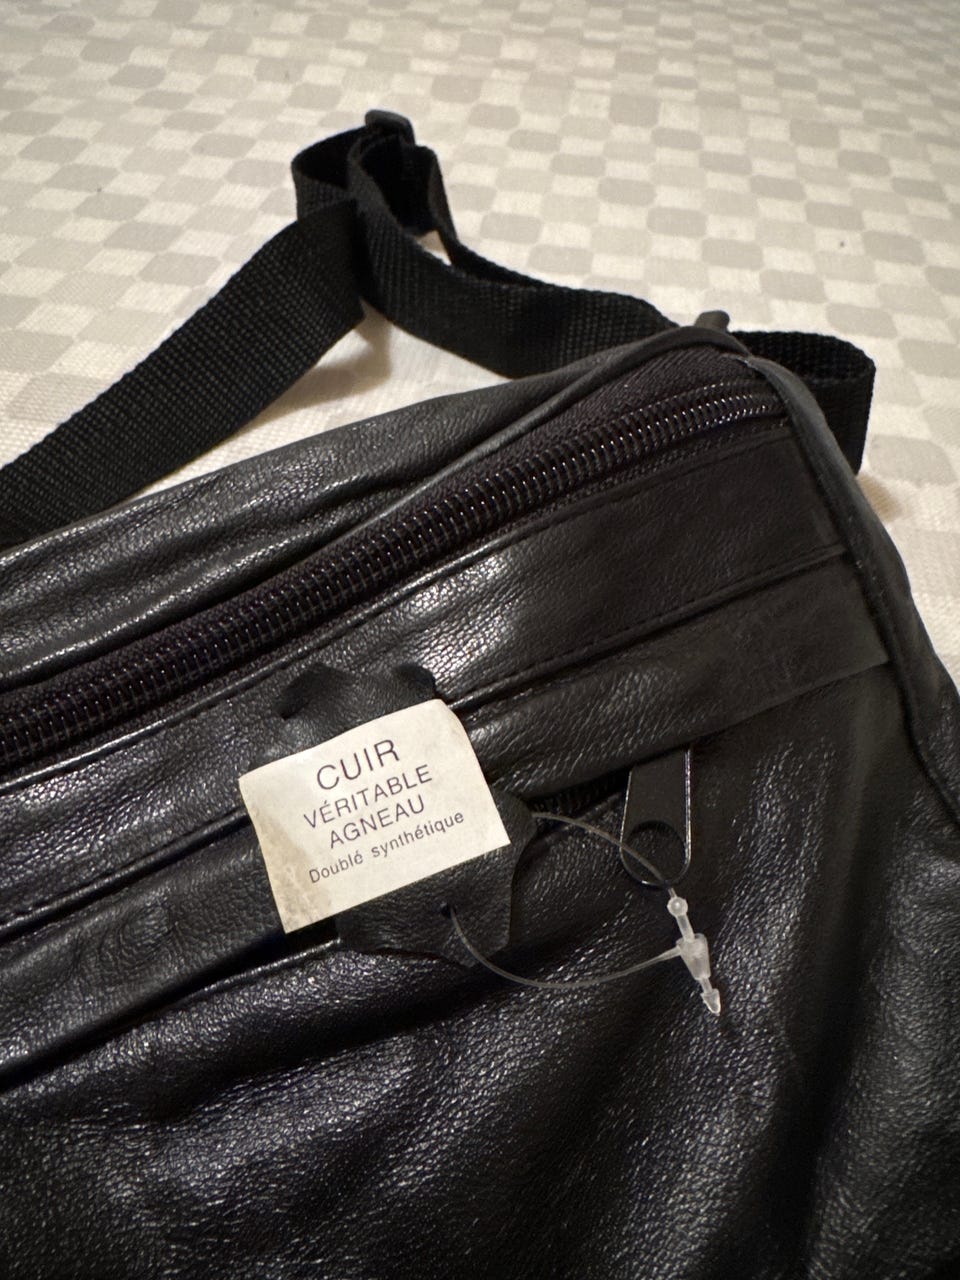 CUIR
VÉRITABLE
AGNEAU
Doublé synthétique